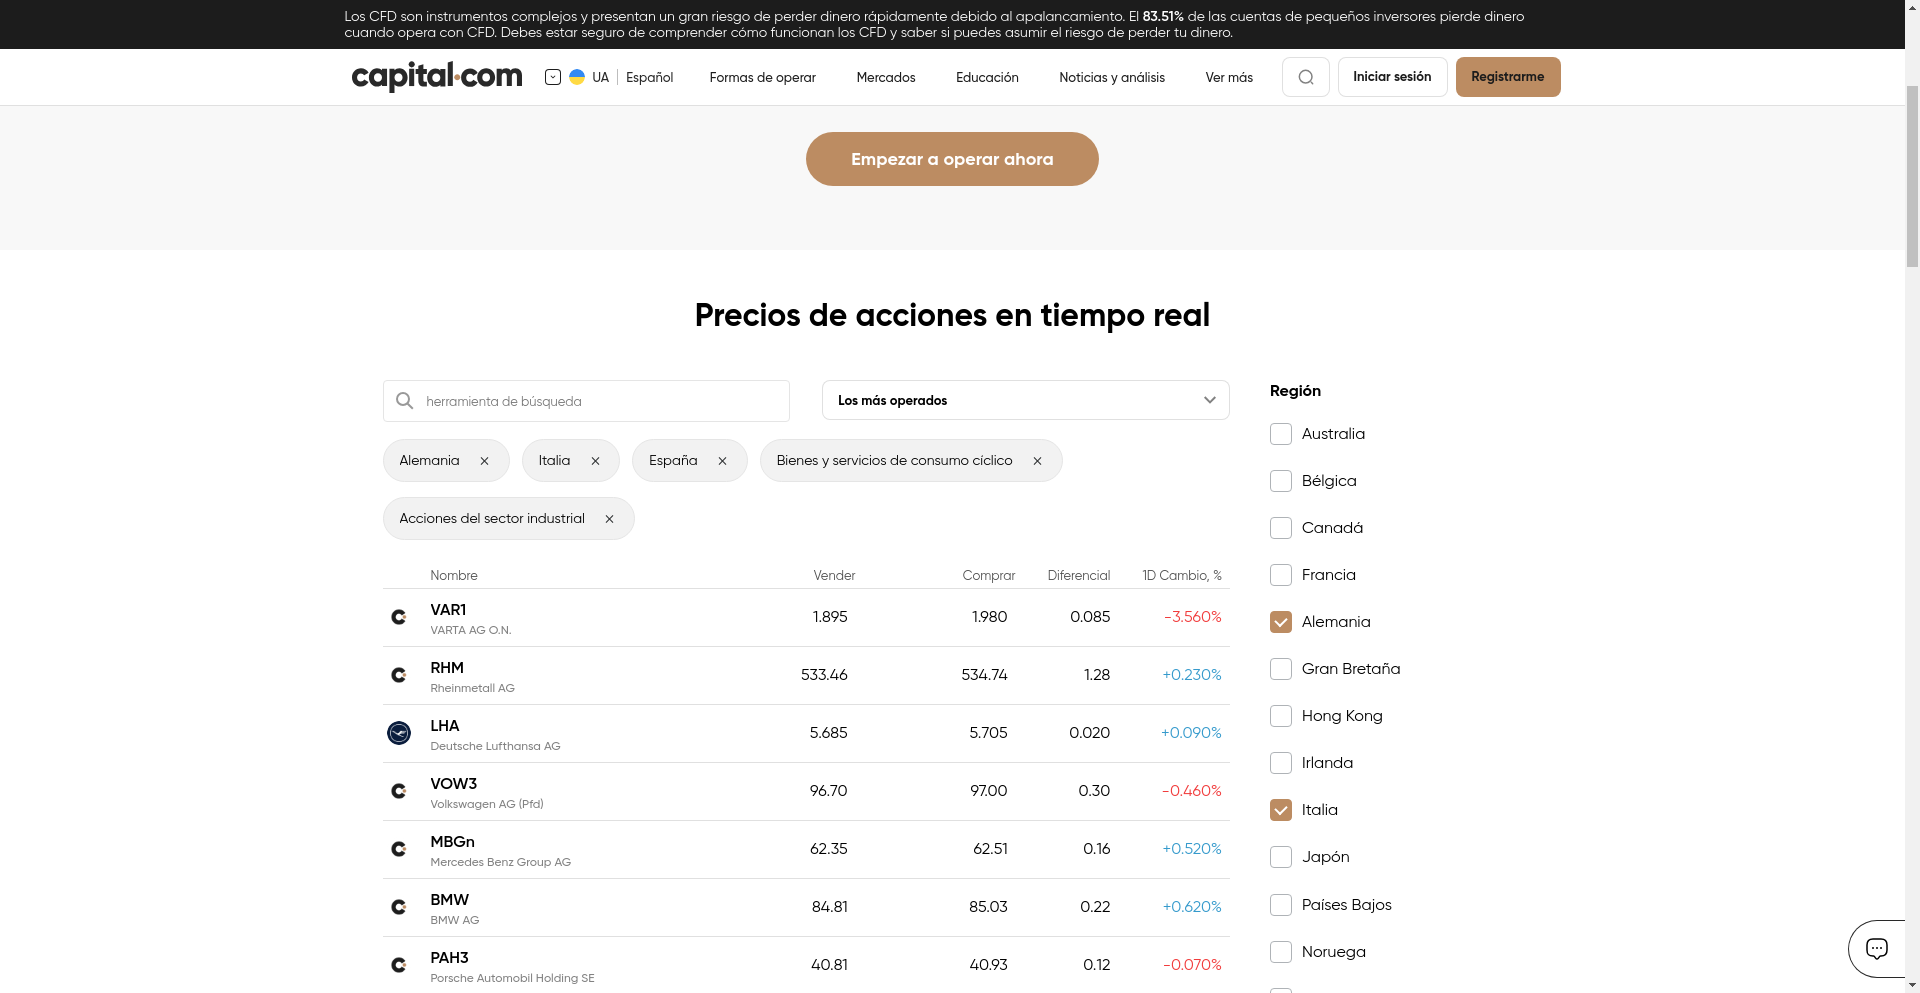 Los CFD son instrumentos complejos y presentan un gran riesgo de perder dinero rápidamente debido al apalancamiento. El 83.51% de las cuentas de pequeños inversores pierde dinero
cuando opera con CFD. Debes estar seguro de comprender cómo funcionan los CFD y saber si puedes asumir el riesgo de perder tu dinero.
capital.com UA Español Formas de operar Mercados Educación Noticias y análisis Ver más Iniciar sesión Registrarme
Empezar a operar ahora
Precios de acciones en tiempo real
herramienta de búsqueda
Los más operados
Alemania × Italia × España × Bienes y servicios de consumo cíclico ×
Acciones del sector industrial ×
Nombre Vender Comprar Diferencial 1D Cambio, %
VAR1 1.895 1.980 0.085 -3.560%
VARTA AG O.N.
RHM 533.46 534.74 1.28 +0.230%
Rheinmetall AG
LHA 5.685 5.705 0.020 +0.090%
Deutsche Lufthansa AG
VOW3 96.70 97.00 0.30 -0.460%
Volkswagen AG (Pfd)
MBGn 62.35 62.51 0.16 +0.520%
Mercedes Benz Group AG
BMW 84.81 85.03 0.22 +0.620%
BMW AG
PAH3 40.81 40.93 0.12 -0.070%
Porsche Automobil Holding SE
Región
Australia
Bélgica
Canadá
Francia
Alemania
Gran Bretaña
Hong Kong
Irlanda
Italia
Japón
Países Bajos
Noruega